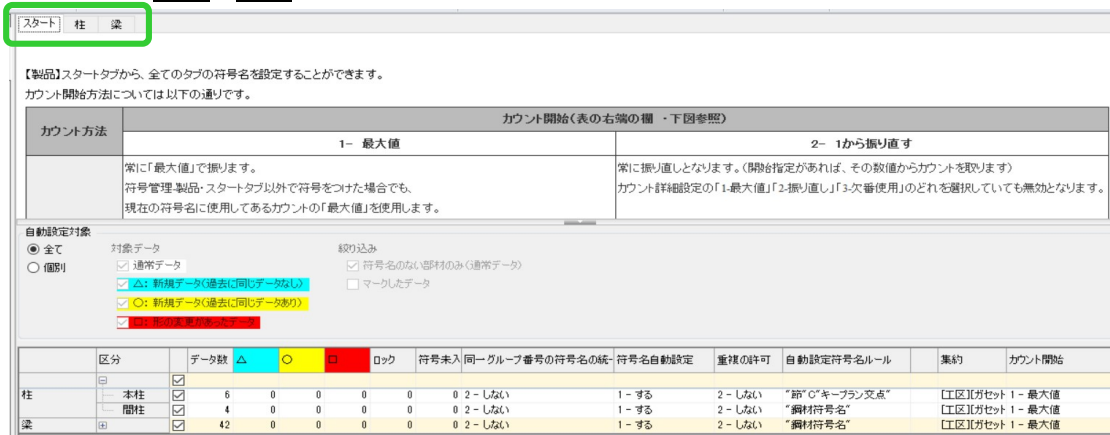 スタート 柱 梁
【製品】スタートタブから、全てのタブの符号名を設定することができます。
カウント開始方法については以下の通りです。
カウント方法
カウント開始(表の右端の欄 ・下図参照)
1- 最大値
2- 1から振り直す
常に「最大値」で振ります。
符号管理-製品・スタートタブ以外で符号をつけた場合でも、
現在の符号名に使用してあるカウントの「最大値」を使用します。
常に振り直しとなります。(開始指定があれば、その数値からカウントを取ります)
カウント詳細設定の「1-最大値」「2-振り直し」「3-欠番使用」のどれを選択していても無効となります。
自動設定対象
全て
個別
対象データ
通常データ
△: 新規データ(過去に同じデータなし)
○: 新規データ(過去に同じデータあり)
□: 形の変更があったデータ
絞り込み
符号名のない部材のみ(通常データ)
マークしたデータ
区分 データ数 △ ○ □ ロック 符号未入 同一グループ番号の符号名の統- 符号名自動設定 重複の許可 自動設定符号名ルール 集約 カウント開始
柱 本柱 6 0 0 0 0 0 2 - しない 1 - する 2 - しない "節"C"キープラン交点" [工区][ガセット 1 - 最大値
間柱 4 0 0 0 0 0 2 - しない 1 - する 2 - しない "鋼材符号名" [工区][ガセット 1 - 最大値
梁 42 0 0 0 0 0 2 - しない 1 - する 2 - しない "鋼材符号名" [工区][ガセット 1 - 最大値